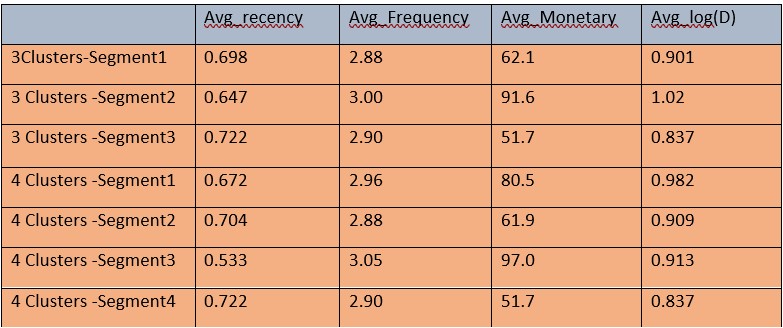 Avg_recency Avg_Frequency Avg_Monetary Avg_log(D)
3Clusters-Segment1 0.698 2.88 62.1 0.901
3 Clusters -Segment2 0.647 3.00 91.6 1.02
3 Clusters -Segment3 0.722 2.90 51.7 0.837
4 Clusters -Segment1 0.672 2.96 80.5 0.982
4 Clusters -Segment2 0.704 2.88 61.9 0.909
4 Clusters -Segment3 0.533 3.05 97.0 0.913
4 Clusters -Segment4 0.722 2.90 51.7 0.837